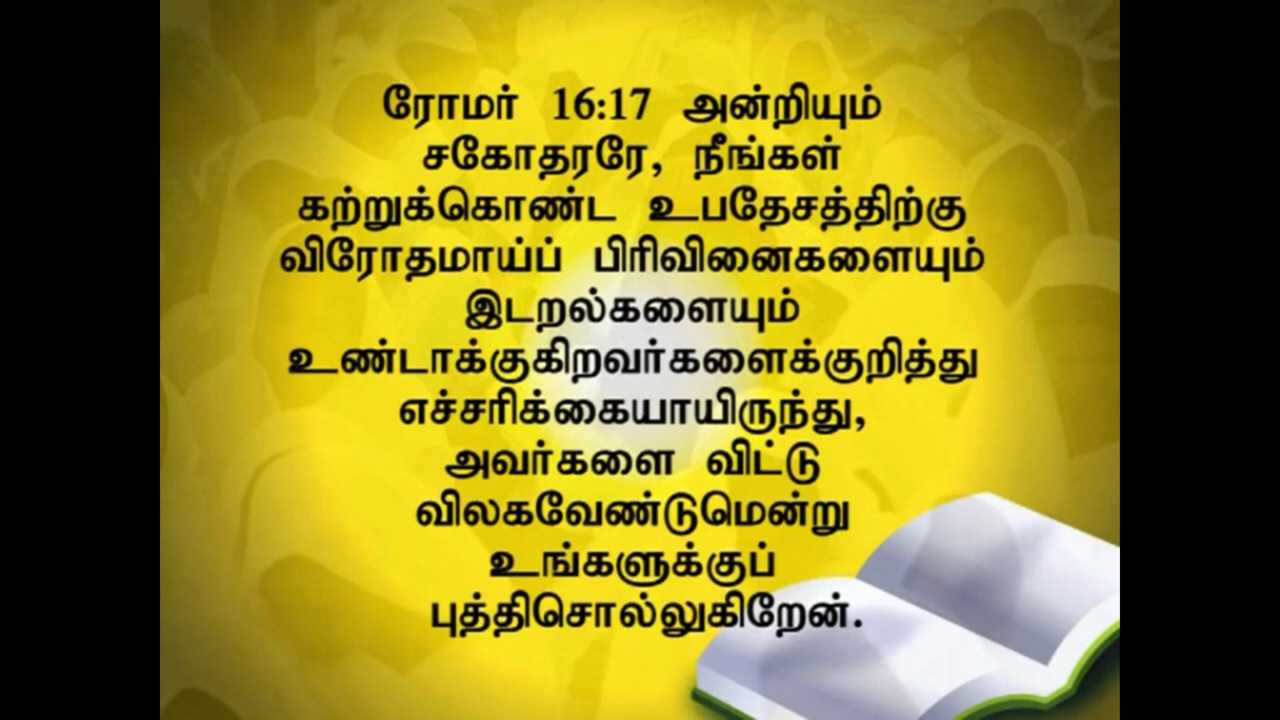 ரோமர் 16:17 அன்றியும்
சகோதரரே, நீங்கள்
கற்றுக்கொண்ட உபதேசத்திற்கு
விரோதமாய்ப் பிரிவினைகளையும்
இடறல்களையும்
உண்டாக்குகிறவர்களைக்குறித்து
எச்சரிக்கையாயிருந்து,
அவர்களை விட்டு
விலகவேண்டுமென்று
உங்களுக்குப்
புத்திசொல்லுகிறேன்.